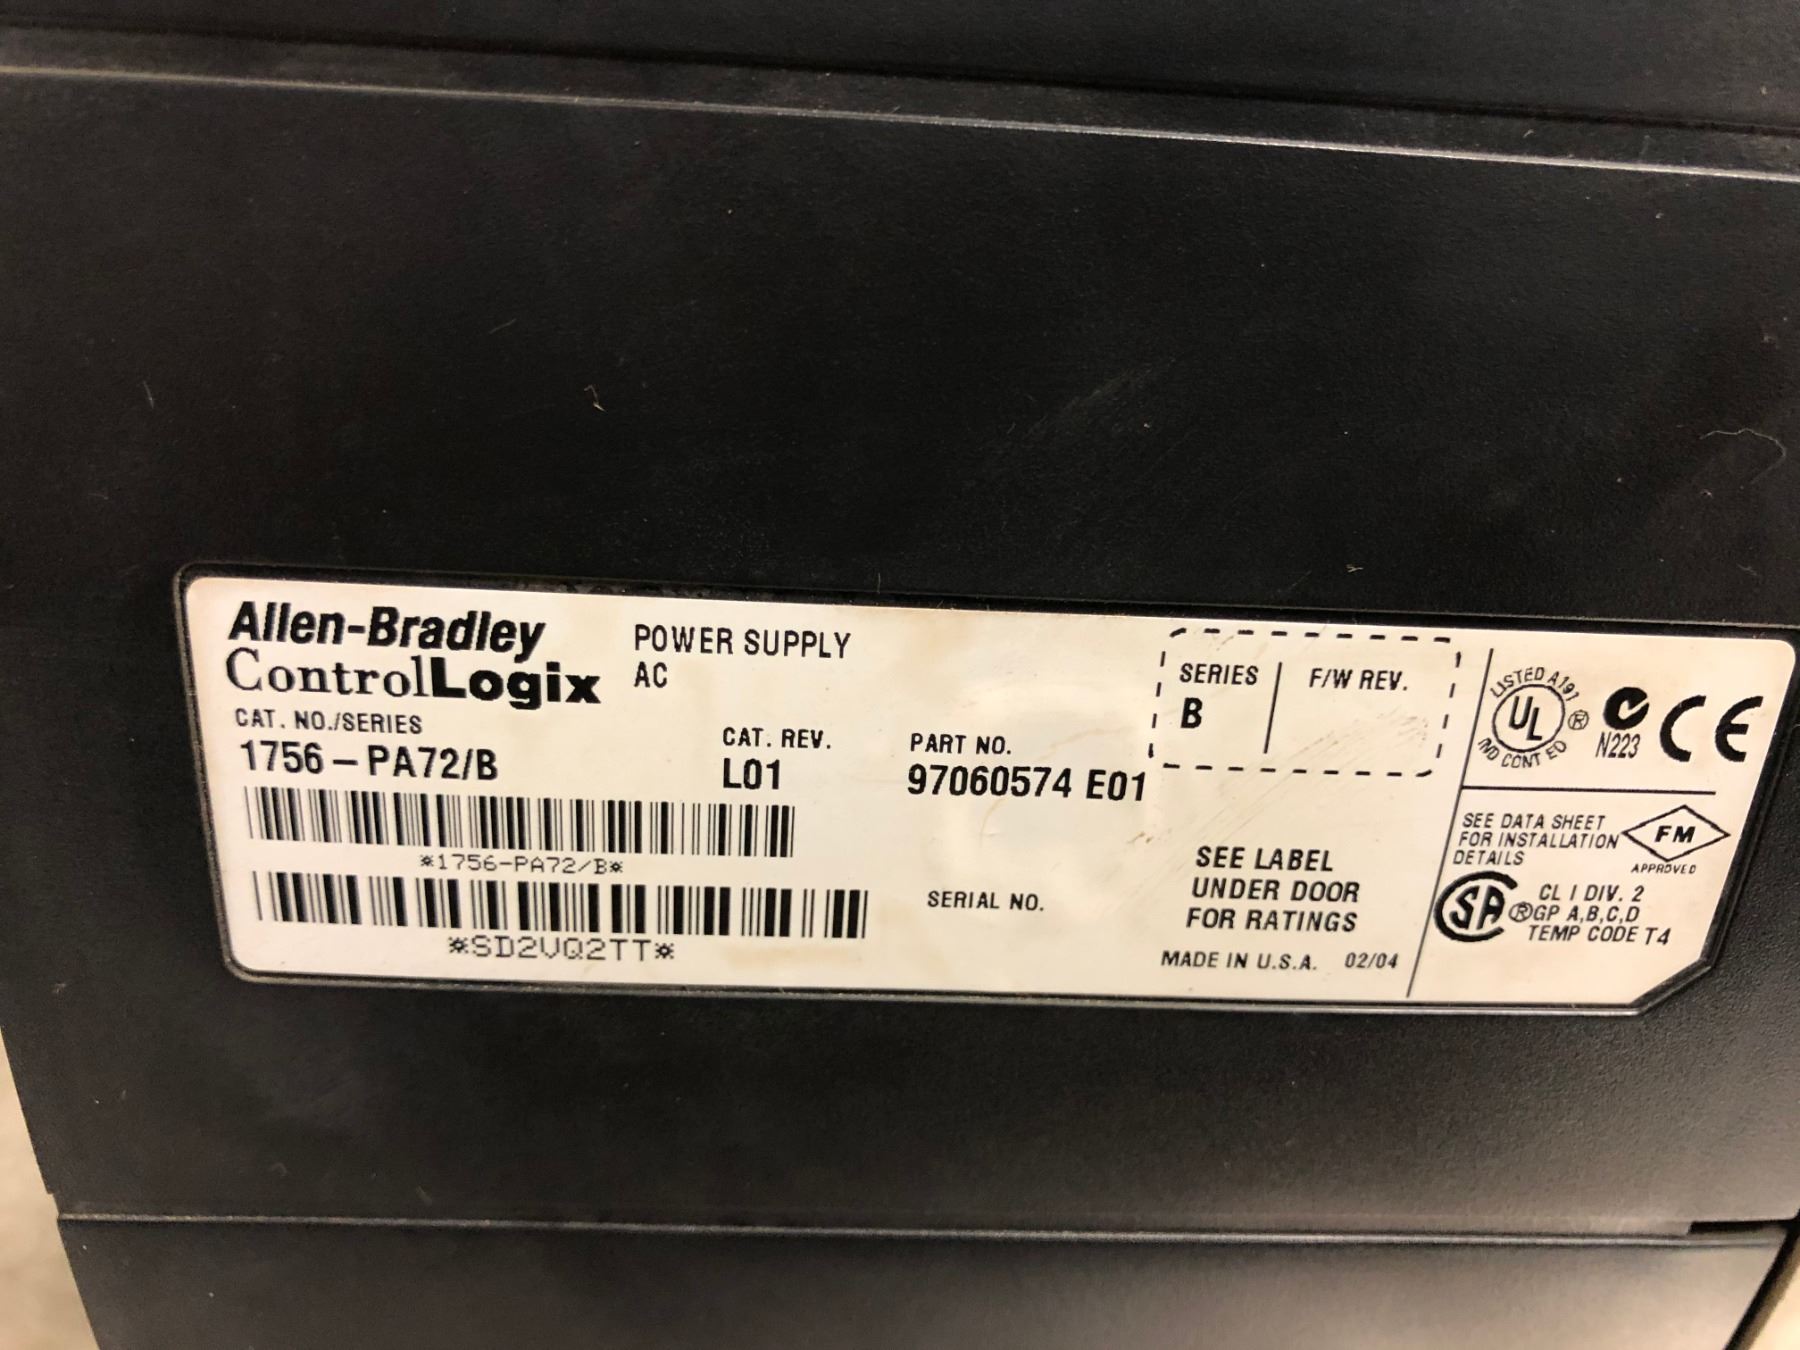 Allen-Bradley
ControlLogix
POWER SUPPLY
AC
CAT. NO./SERIES
1756-PA72/B
CAT. REV.
L01
PART NO.
97060574 E01
*1756-PA72/B*
*SD2VQ2TT*
SERIAL NO.
SERIES
B
F/W REV.
SEE LABEL
UNDER DOOR
FOR RATINGS
MADE IN U.S.A. 02/04
LISTED A197
UL ®
IND CONT EQ
N223
CE
SEE DATA SHEET
FOR INSTALLATION
DETAILS
FM
APPROVED
SA ®
CL I DIV. 2
GP A,B,C,D
TEMP CODE T4